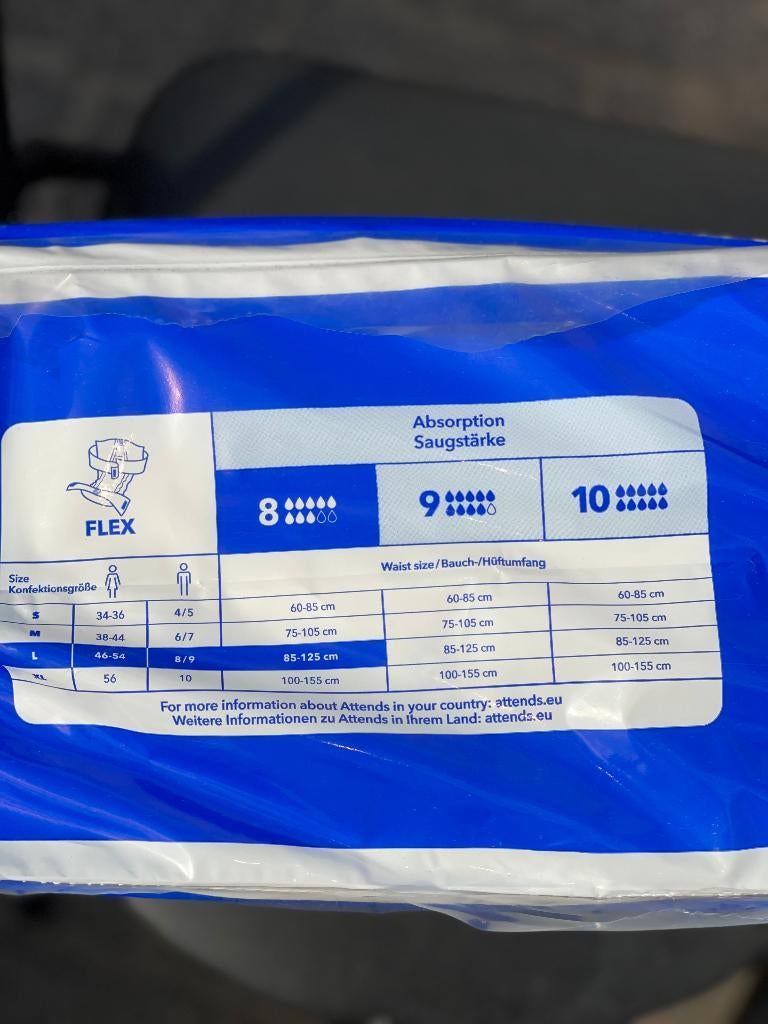 Absorption
Saugstärke
FLEX
8 9 10
Size
Konfektionsgröße
Waist size/Bauch-/Hüftumfang
S 34-36 4/5 60-85 cm 60-85 cm 60-85 cm
M 38-44 6/7 75-105 cm 75-105 cm 75-105 cm
L 46-54 8/9 85-125 cm 85-125 cm 85-125 cm
XL 56 10 100-155 cm 100-155 cm 100-155 cm
For more information about Attends in your country: attends.eu
Weitere Informationen zu Attends in Ihrem Land: attends.eu